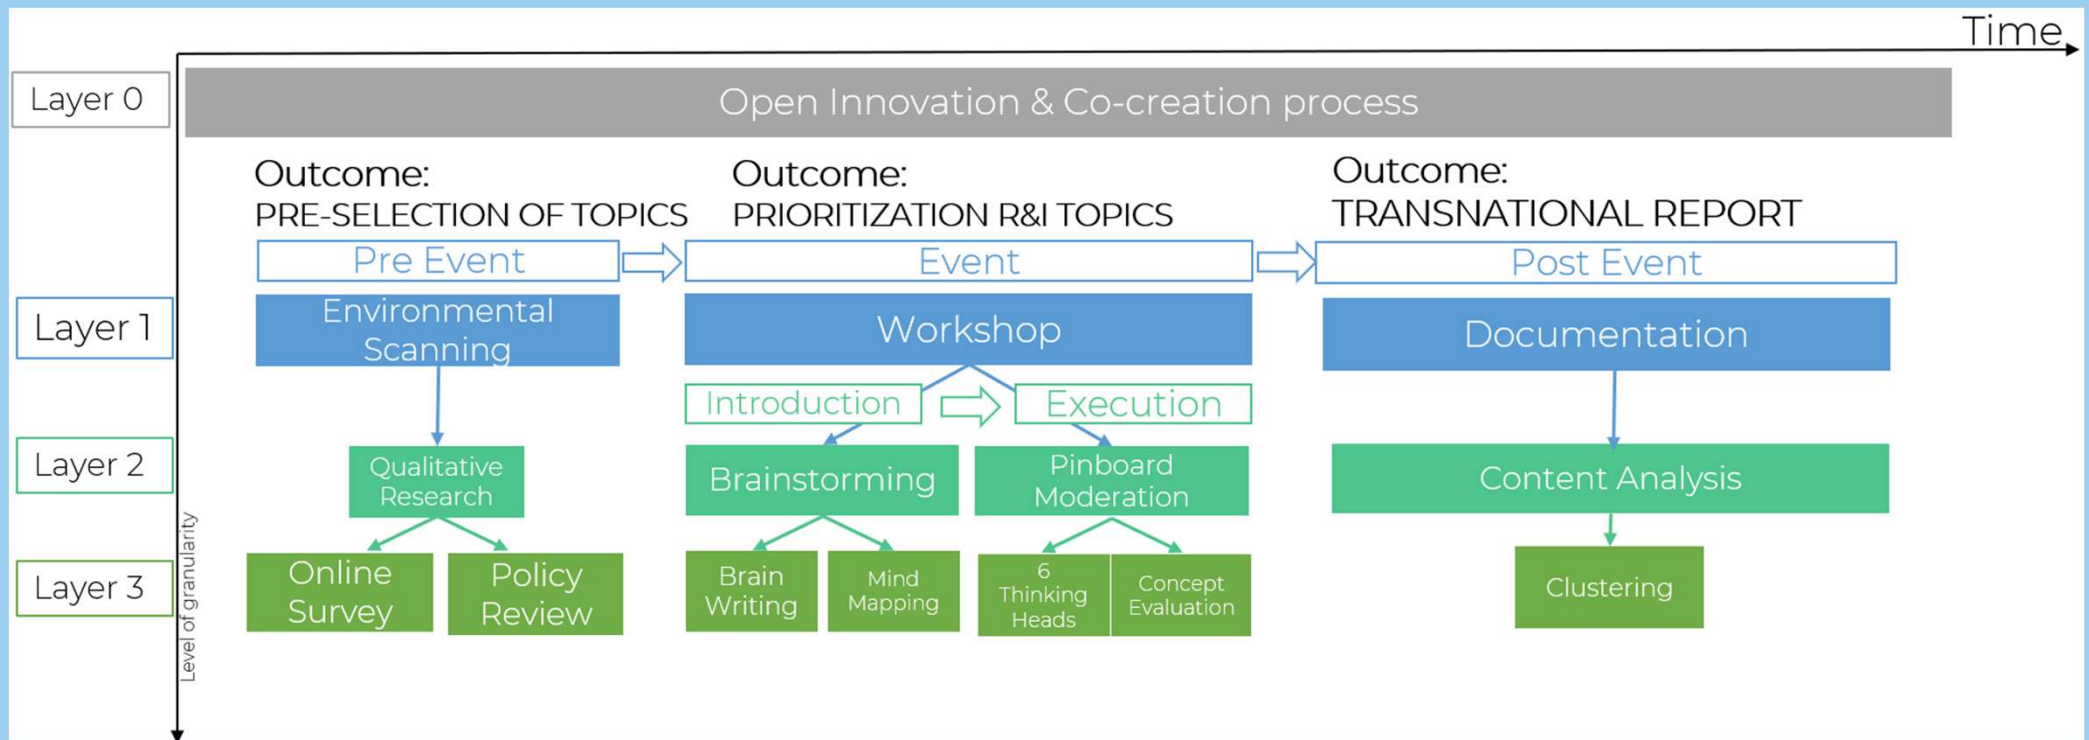 Time
Layer 0
Open Innovation & Co-creation process
Outcome:
PRE-SELECTION OF TOPICS
Outcome:
PRIORITIZATION R&I TOPICS
Outcome:
TRANSNATIONAL REPORT
Pre Event
Event
Post Event
Layer 1
Environmental
Scanning
Workshop
Documentation
Introduction
Execution
Layer 2
Qualitative
Research
Brainstorming
Pinboard
Moderation
Content Analysis
Level of granularity
Layer 3
Online
Survey
Policy
Review
Brain
Writing
Mind
Mapping
6
Thinking
Heads
Concept
Evaluation
Clustering